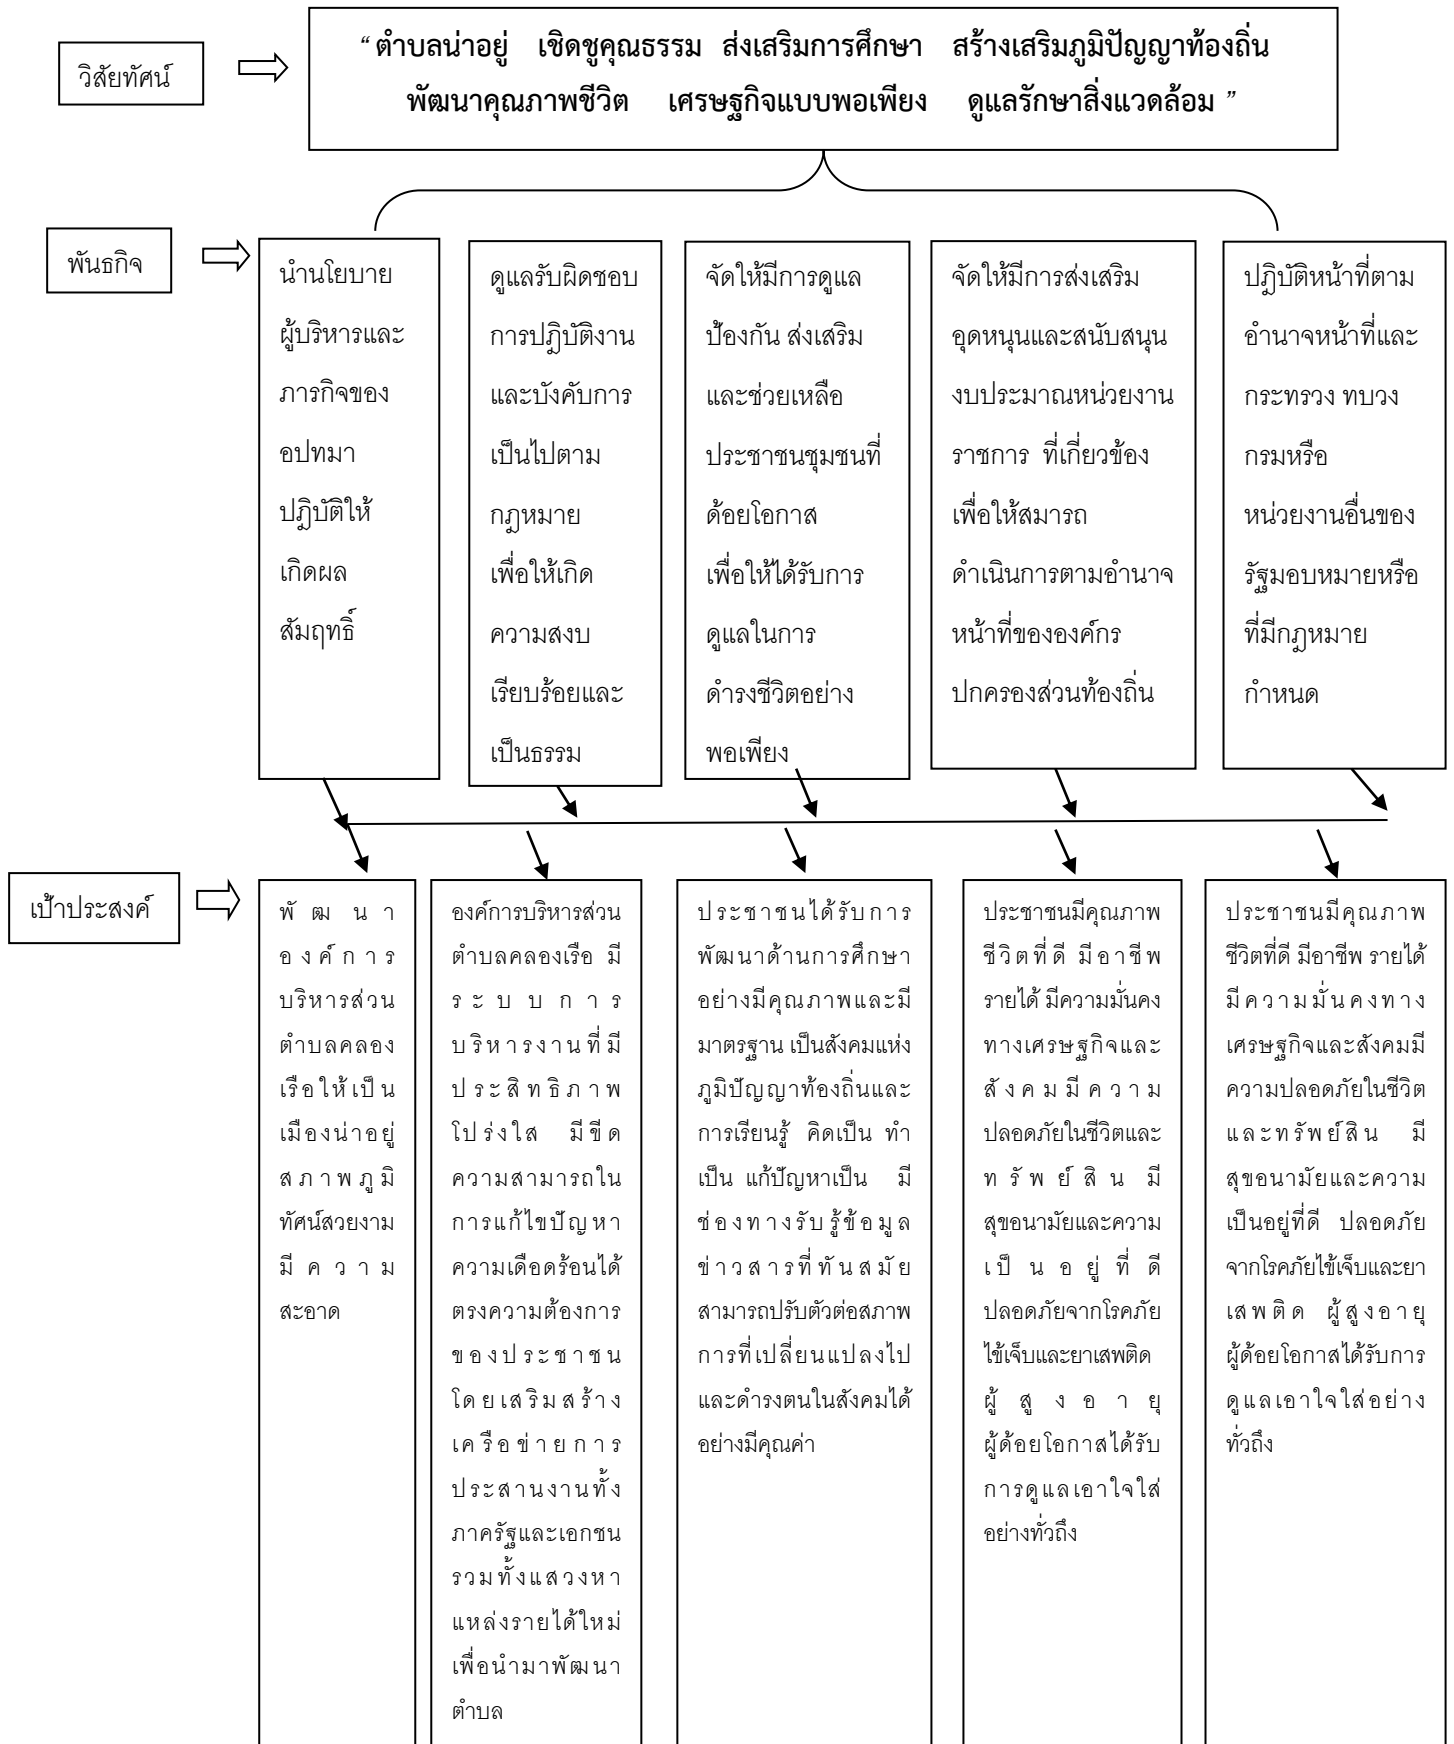 วิสัยทัศน์
“ ตำบลน่าอยู่ เชิดชูคุณธรรม ส่งเสริมการศึกษา สร้างเสริมภูมิปัญญาท้องถิ่น
พัฒนาคุณภาพชีวิต เศรษฐกิจแบบพอเพียง ดูแลรักษาสิ่งแวดล้อม ”
พันธกิจ
นำนโยบาย
ผู้บริหารและ
ภารกิจของ
อปทมา
ปฏิบัติให้
เกิดผล
สัมฤทธิ์
ดูแลรับผิดชอบ
การปฏิบัติงาน
และบังคับการ
เป็นไปตาม
กฎหมาย
เพื่อให้เกิด
ความสงบ
เรียบร้อยและ
เป็นธรรม
จัดให้มีการดูแล
ป้องกัน ส่งเสริม
และช่วยเหลือ
ประชาชนชุมชนที่
ด้อยโอกาส
เพื่อให้ได้รับการ
ดูแลในการ
ดำรงชีวิตอย่าง
พอเพียง
จัดให้มีการส่งเสริม
อุดหนุนและสนับสนุน
งบประมาณหน่วยงาน
ราชการ ที่เกี่ยวข้อง
เพื่อให้สมารถ
ดำเนินการตามอำนาจ
หน้าที่ขององค์กร
ปกครองส่วนท้องถิ่น
ปฏิบัติหน้าที่ตาม
อำนาจหน้าที่และ
กระทรวง ทบวง
กรมหรือ
หน่วยงานอื่นของ
รัฐมอบหมายหรือ
ที่มีกฎหมาย
กำหนด
เป้าประสงค์
พัฒนา
องค์การ
บริหารส่วน
ตำบลคลอง
เรือให้เป็น
เมืองน่าอยู่
สภาพภูมิ
ทัศน์สวยงาม
มีความ
สะอาด
องค์การบริหารส่วน
ตำบลคลองเรือ มี
ระบบการ
บริหารงานที่มี
ประสิทธิภาพ
โปร่งใส มีขีด
ความสามารถใน
การแก้ไขปัญหา
ความเดือดร้อนได้
ตรงความต้องการ
ของประชาชน
โดยเสริมสร้าง
เครือข่ายการ
ประสานงานทั้ง
ภาครัฐและเอกชน
รวมทั้งแสวงหา
แหล่งรายได้ใหม่
เพื่อนำมาพัฒนา
ตำบล
ประชาชนได้รับการ
พัฒนาด้านการศึกษา
อย่างมีคุณภาพและมี
มาตรฐาน เป็นสังคมแห่ง
ภูมิปัญญาท้องถิ่นและ
การเรียนรู้ คิดเป็น ทำ
เป็น แก้ปัญหาเป็น มี
ช่องทางรับรู้ข้อมูล
ข่าวสารที่ทันสมัย
สามารถปรับตัวต่อสภาพ
การที่เปลี่ยนแปลงไป
และดำรงตนในสังคมได้
อย่างมีคุณค่า
ประชาชนมีคุณภาพ
ชีวิตที่ดี มีอาชีพ
รายได้ มีความมั่นคง
ทางเศรษฐกิจและ
สังคมมีความ
ปลอดภัยในชีวิตและ
ทรัพย์สิน มี
สุขอนามัยและความ
เป็นอยู่ที่ดี
ปลอดภัยจากโรคภัย
ไข้เจ็บและยาเสพติด
ผู้สูงอายุ
ผู้ด้อยโอกาสได้รับ
การดูแลเอาใจใส่
อย่างทั่วถึง
ประชาชนมีคุณภาพ
ชีวิตที่ดี มีอาชีพ รายได้
มีความมั่นคงทาง
เศรษฐกิจและสังคมมี
ความปลอดภัยในชีวิต
และทรัพย์สิน มี
สุขอนามัยและความ
เป็นอยู่ที่ดี ปลอดภัย
จากโรคภัยไข้เจ็บและยา
เสพติด ผู้สูงอายุ
ผู้ด้อยโอกาสได้รับการ
ดูแลเอาใจใส่อย่าง
ทั่วถึง